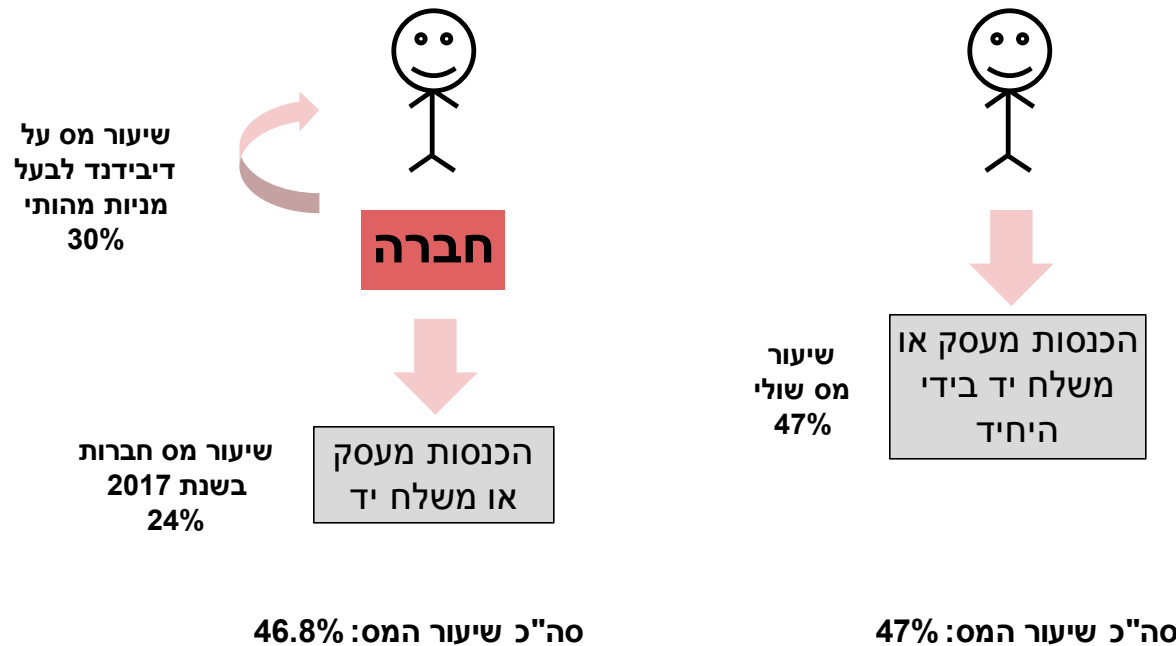 שיעור מס על
דיבידנד לבעל
מניות מהותי
30%
חברה
שיעור מס חברות
בשנת 2017
24%
הכנסות מעסק
או משלח יד
סה"כ שיעור המס: 46.8%
הכנסות מעסק או
משלח יד בידי
היחיד
שיעור
מס שולי
47%
סה"כ שיעור המס: 47%